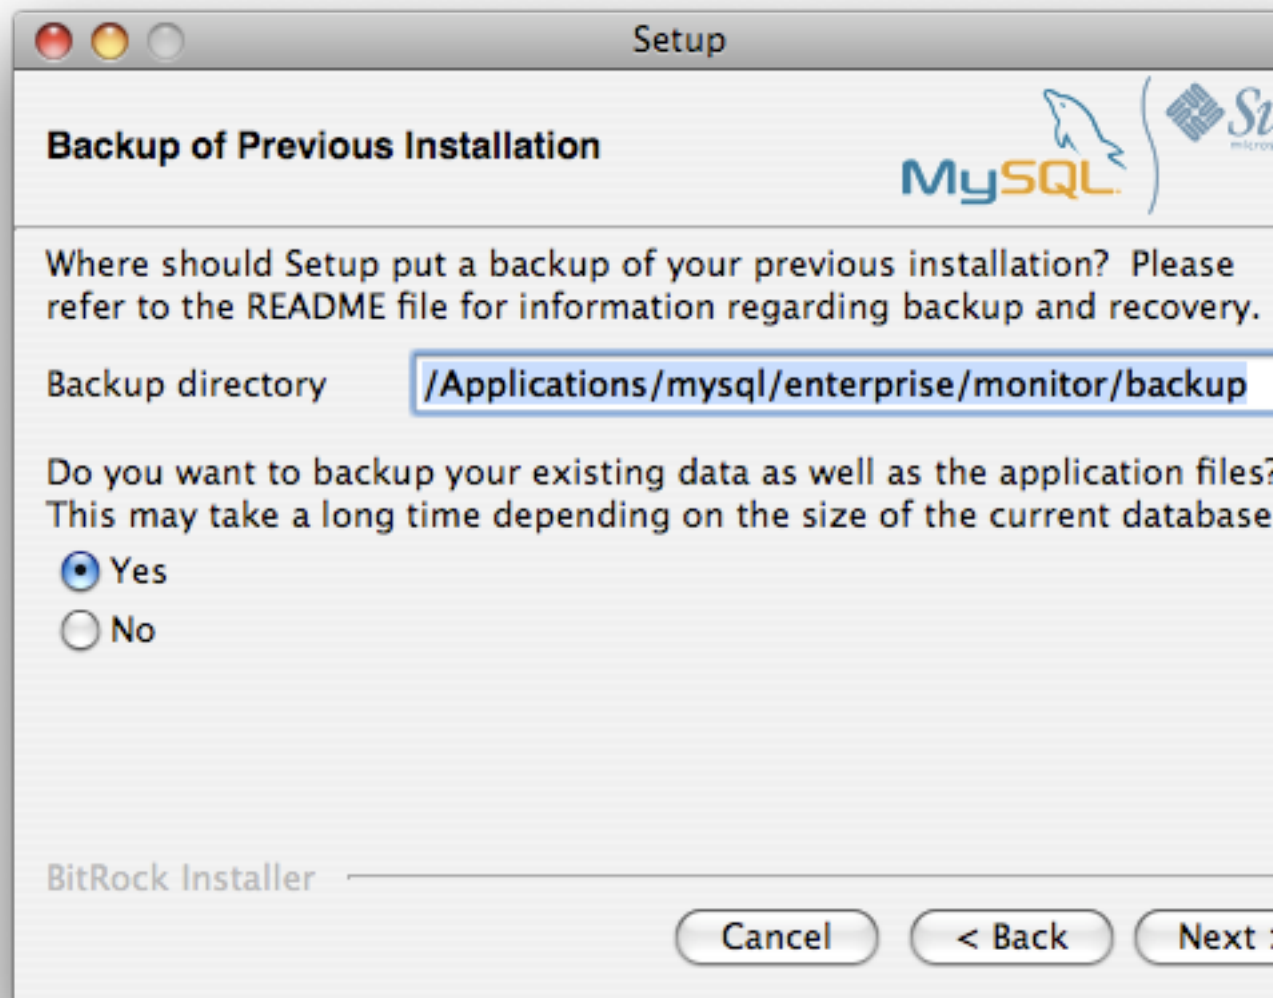 Setup
Backup of Previous Installation
MySQL
Where should Setup put a backup of your previous installation? Please
refer to the README file for information regarding backup and recovery.
Backup directory
/Applications/mysql/enterprise/monitor/backup
Do you want to backup your existing data as well as the application files?
This may take a long time depending on the size of the current database
Yes
No
BitRock Installer
Cancel
< Back
Next